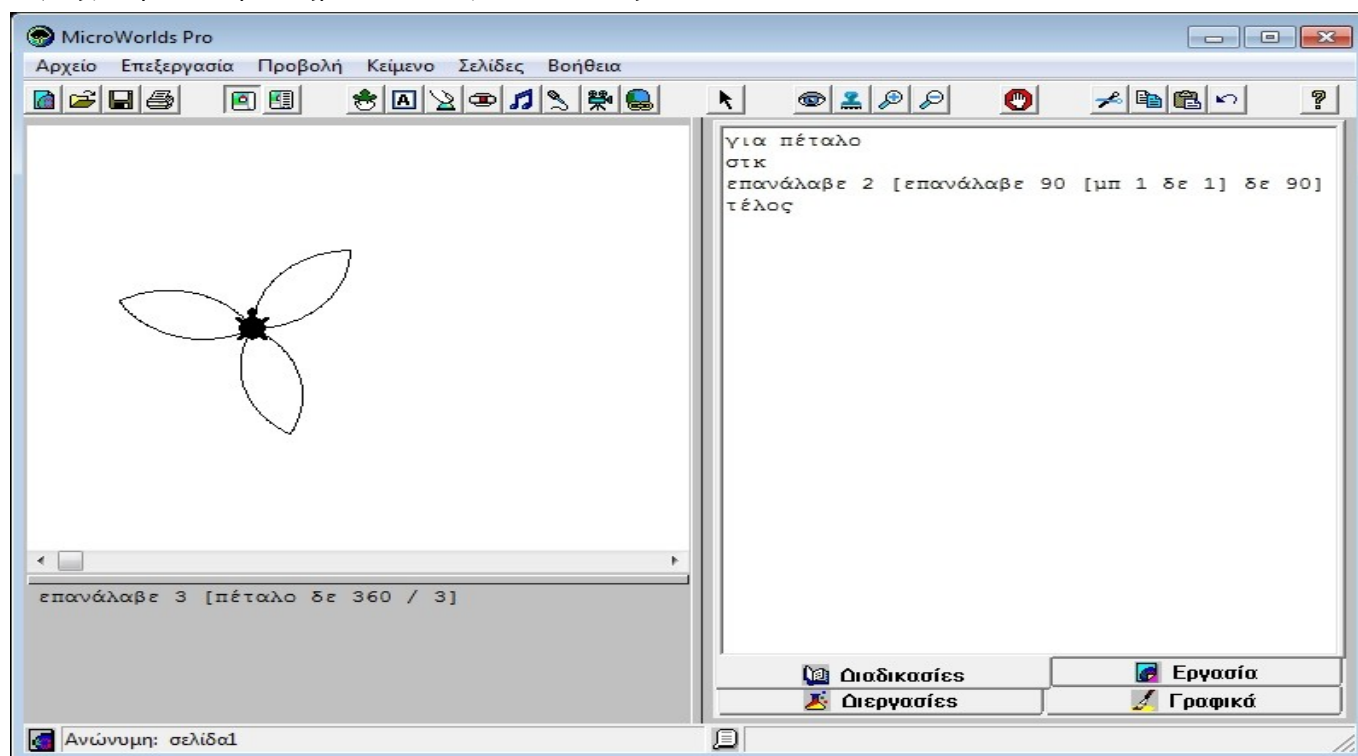 MicroWorlds Pro
Αρχείο Επεξεργασία Προβολή Κείμενο Σελίδες Βοήθεια
για πέταλο
στκ
επανάλαβε 2 [επανάλαβε 90 [μπ 1 δε 1] δε 90]
τέλος
επανάλαβε 3 [πέταλο δε 360 / 3]
Διαδικασίες
Εργασία
Διεργασίες
Γραφικά
Ανώνυμη: σελίδα1